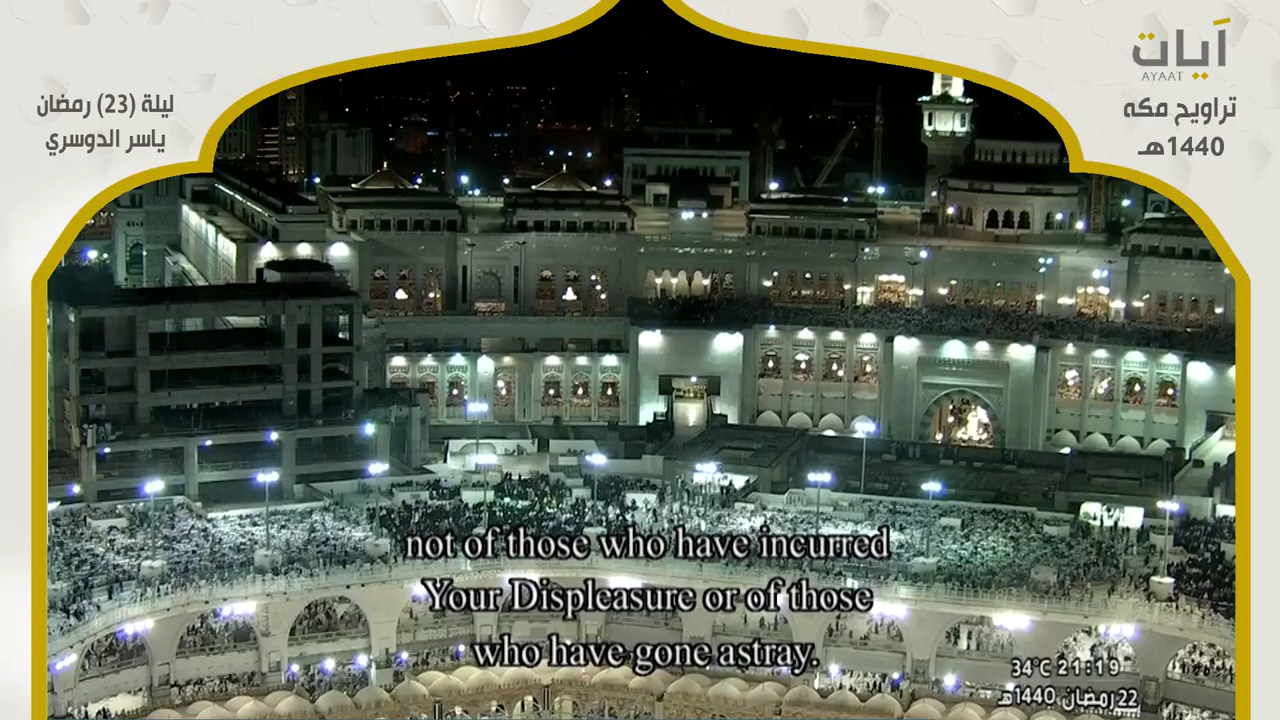 آيات
AYAAT
تراويح مكه
1440هـ
ليلة (23) رمضان
ياسر الدوسري
not of those who have incurred
Your Displeasure or of those
who have gone astray.
34°C 21:19
22 رمضان 1440هـ